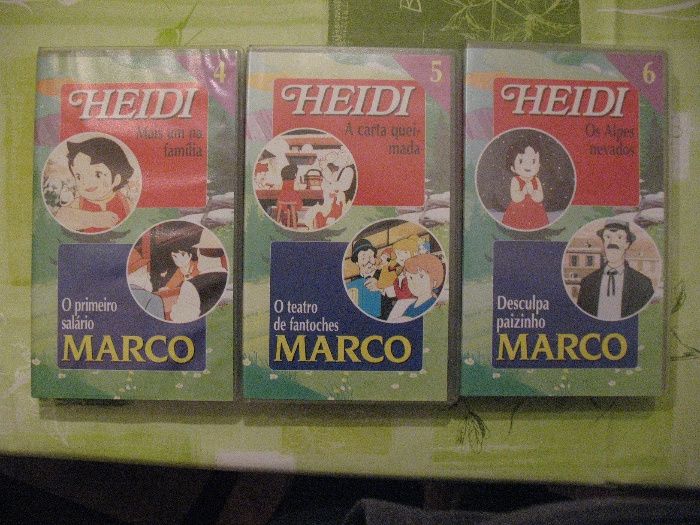 4
HEIDI
Mais um na
família
O primeiro
salário
MARCO
5
HEIDI
A carta quei-
mada
O teatro
de fantoches
MARCO
6
HEIDI
Os Alpes
nevados
Desculpa
paizinho
MARCO